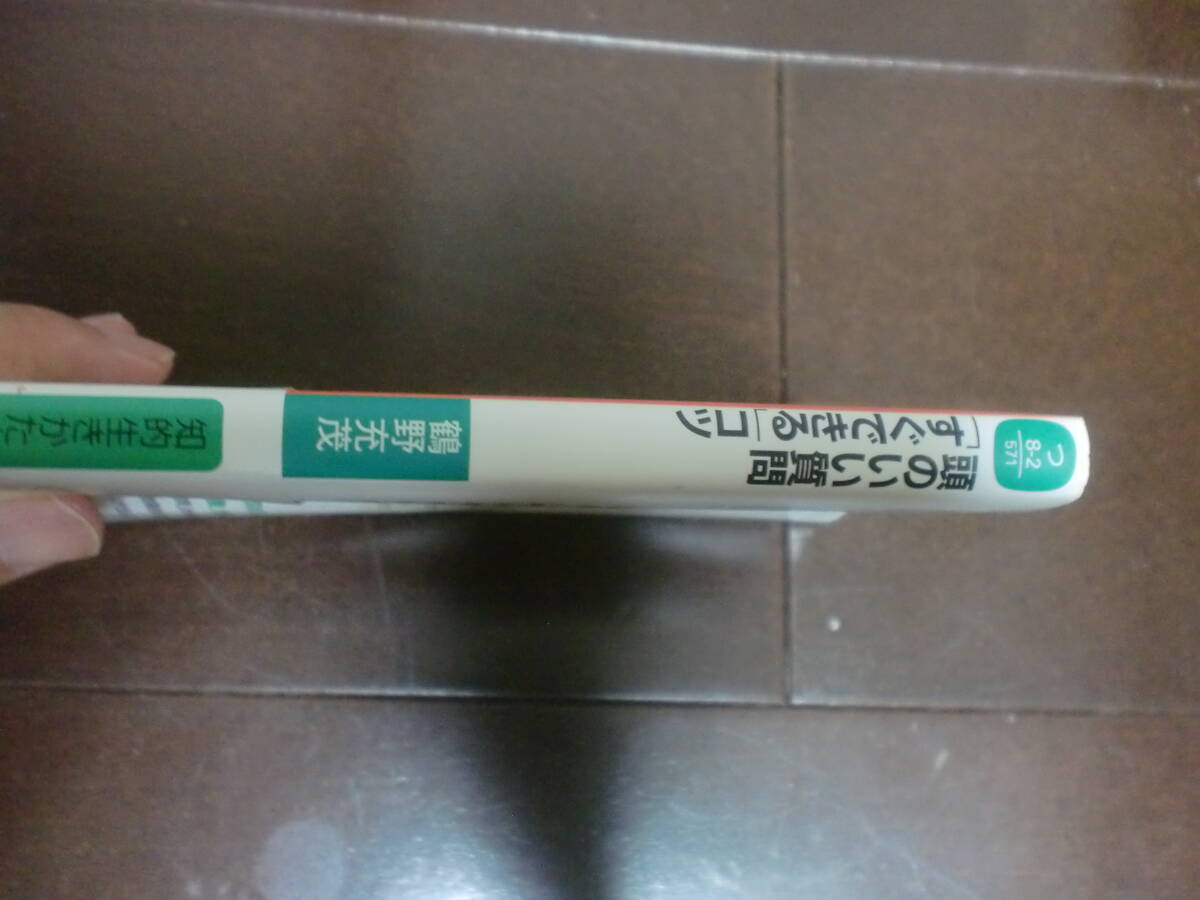 つ
8-2
571
頭のいい質問
「すぐできる」コツ
鶴野充茂
知的生きかた